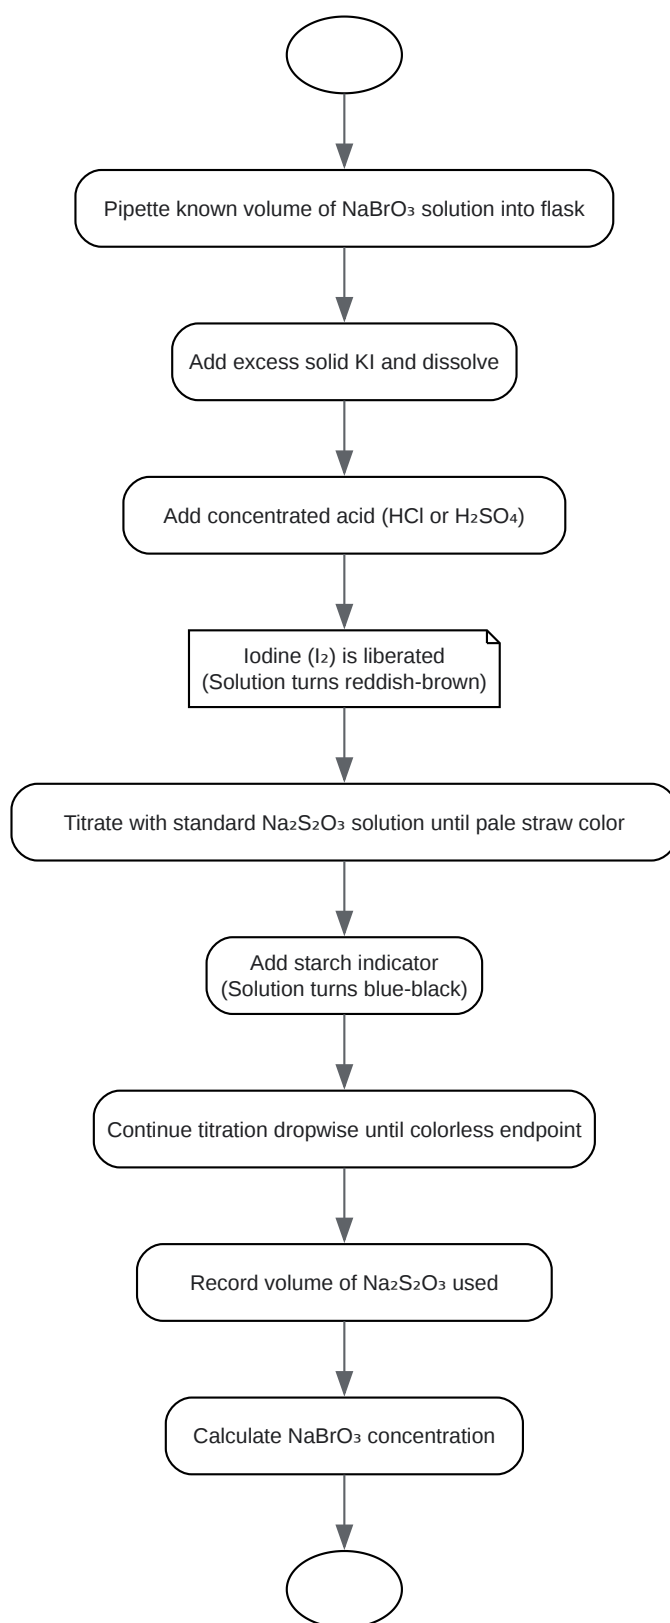 Pipette known volume of NaBrO₃ solution into flask
Add excess solid KI and dissolve
Add concentrated acid (HCl or H₂SO₄)
Iodine (I₂) is liberated
(Solution turns reddish-brown)
Titrate with standard Na₂S₂O₃ solution until pale straw color
Add starch indicator
(Solution turns blue-black)
Continue titration dropwise until colorless endpoint
Record volume of Na₂S₂O₃ used
Calculate NaBrO₃ concentration